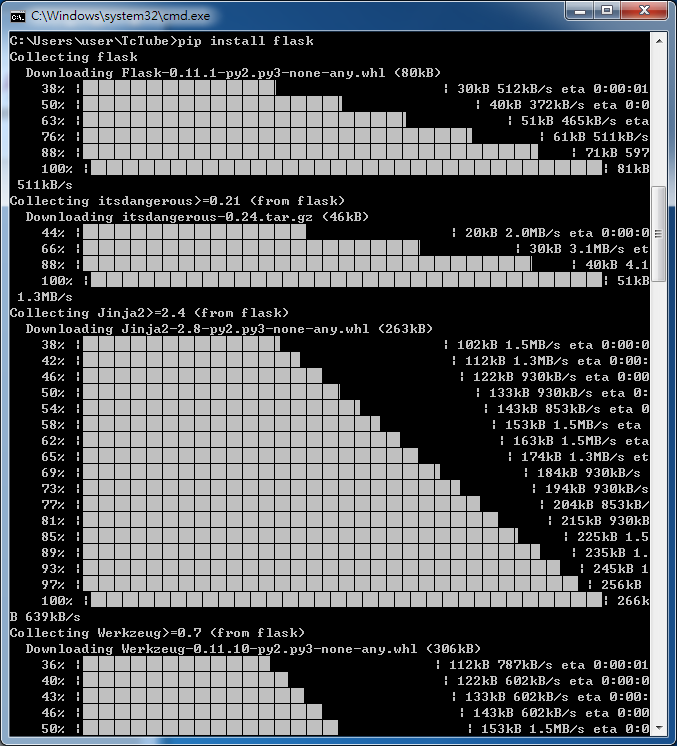 C:\Windows\system32\cmd.exe
C:\Users\user\TcTube>pip install flask
Collecting flask
  Downloading Flask-0.11.1-py2.py3-none-any.whl (80kB)
    38% | | 30kB 512kB/s eta 0:00:01
    50% | | 40kB 372kB/s eta 0:0
    63% | | 51kB 465kB/s eta
    76% | | 61kB 511kB/s
    88% | | 71kB 597
    100% | | 81kB
 511kB/s
Collecting itsdangerous>=0.21 (from flask)
  Downloading itsdangerous-0.24.tar.gz (46kB)
    44% | | 20kB 2.0MB/s eta 0:00:0
    66% | | 30kB 3.1MB/s et
    88% | | 40kB 4.1
    100% | | 51kB
 1.3MB/s
Collecting Jinja2>=2.4 (from flask)
  Downloading Jinja2-2.8-py2.py3-none-any.whl (263kB)
    38% | | 102kB 1.5MB/s eta 0:00:0
    42% | | 112kB 1.3MB/s eta 0:00:
    46% | | 122kB 930kB/s eta 0:00
    50% | | 133kB 930kB/s eta 0:
    54% | | 143kB 853kB/s eta 0
    58% | | 153kB 1.5MB/s eta
    62% | | 163kB 1.5MB/s eta
    65% | | 174kB 1.3MB/s et
    69% | | 184kB 930kB/s
    73% | | 194kB 930kB/s
    77% | | 204kB 853kB/
    81% | | 215kB 930kB
    85% | | 225kB 1.5
    89% | | 235kB 1.
    93% | | 245kB 1
    97% | | 256kB
    100% | | 266k
B 639kB/s
Collecting Werkzeug>=0.7 (from flask)
  Downloading Werkzeug-0.11.10-py2.py3-none-any.whl (306kB)
    36% | | 112kB 787kB/s eta 0:00:01
    40% | | 122kB 602kB/s eta 0:00:0
    43% | | 133kB 602kB/s eta 0:00:
    46% | | 143kB 602kB/s eta 0:00
    50% | | 153kB 1.5MB/s eta 0:0